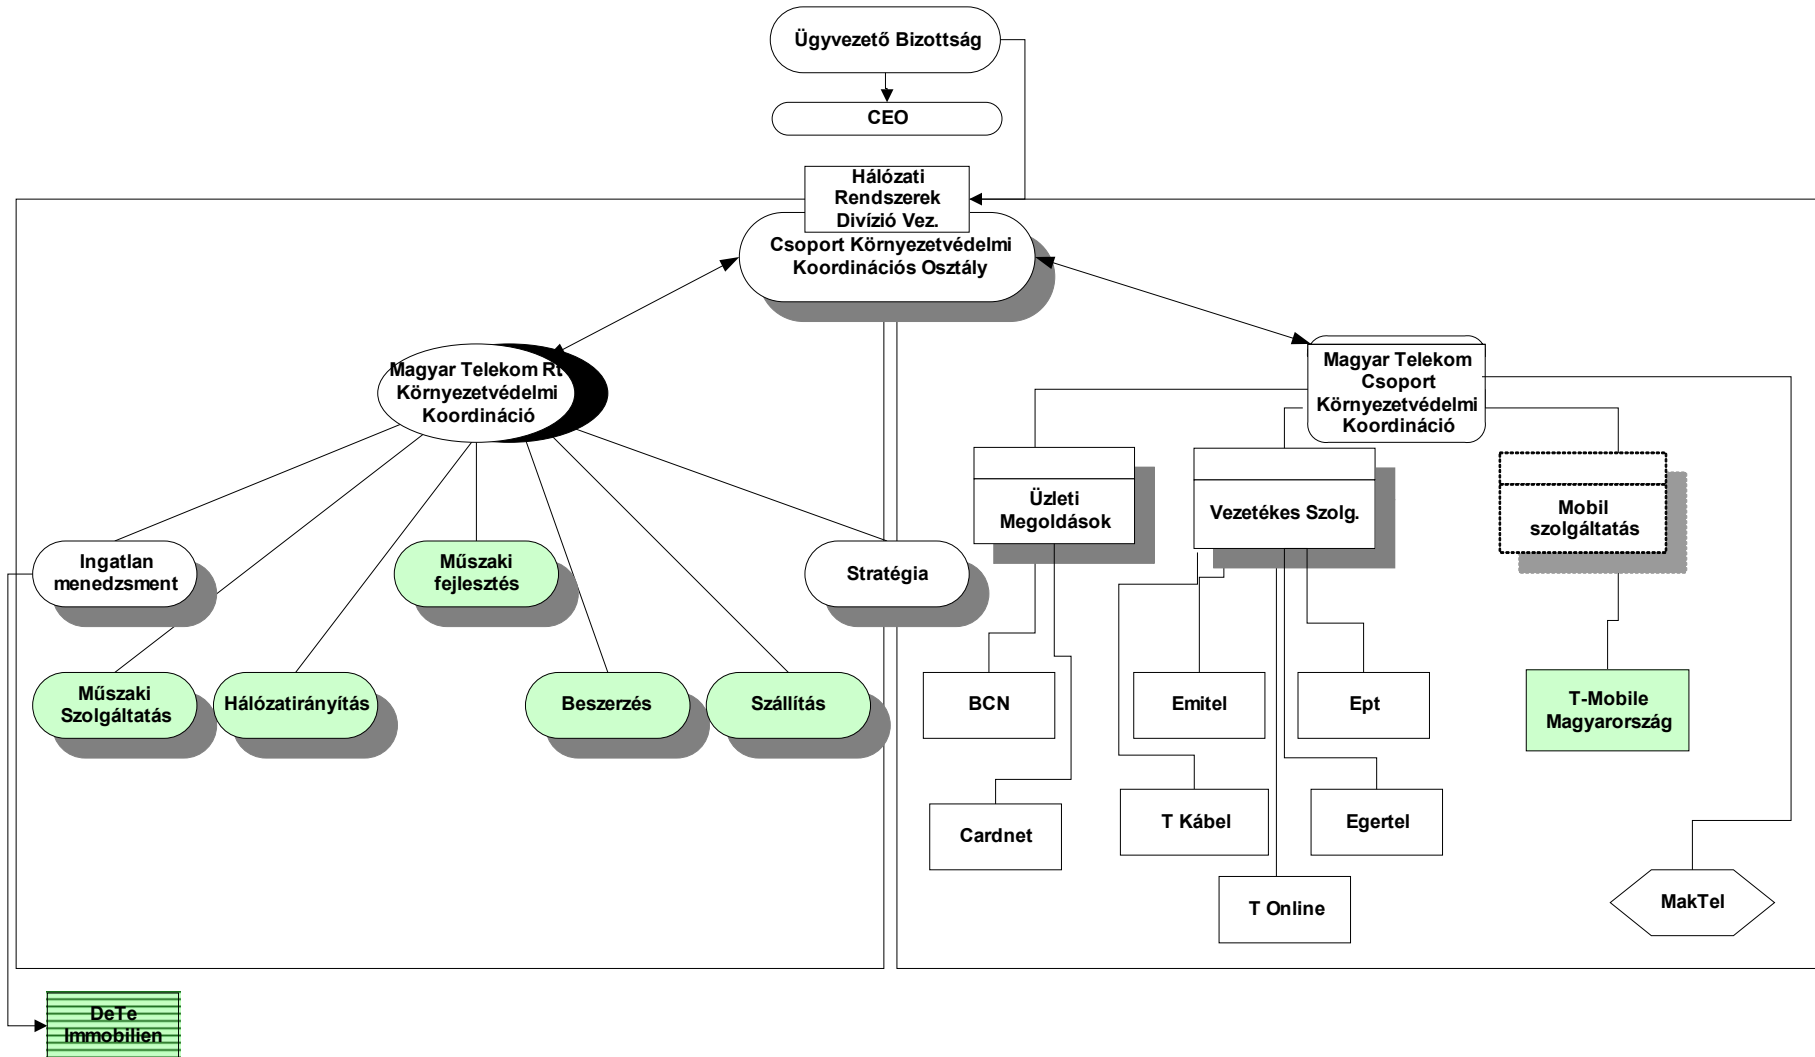 Ügyvezető Bizottság
CEO
Hálózati
Rendszerek
Divízió Vez.
Csoport Környezetvédelmi
Koordinációs Osztály
Magyar Telekom Rt
Környezetvédelmi
Koordináció
Magyar Telekom
Csoport
Környezetvédelmi
Koordináció
Ingatlan
menedzsment
Műszaki
fejlesztés
Stratégia
Üzleti
Megoldások
Vezetékes Szolg.
Mobil
szolgáltatás
Műszaki
Szolgáltatás
Hálózatirányítás
Beszerzés
Szállítás
BCN
Emitel
Ept
T-Mobile
Magyarország
Cardnet
T Kábel
Egertel
T Online
MakTel
DeTe
Immobilien